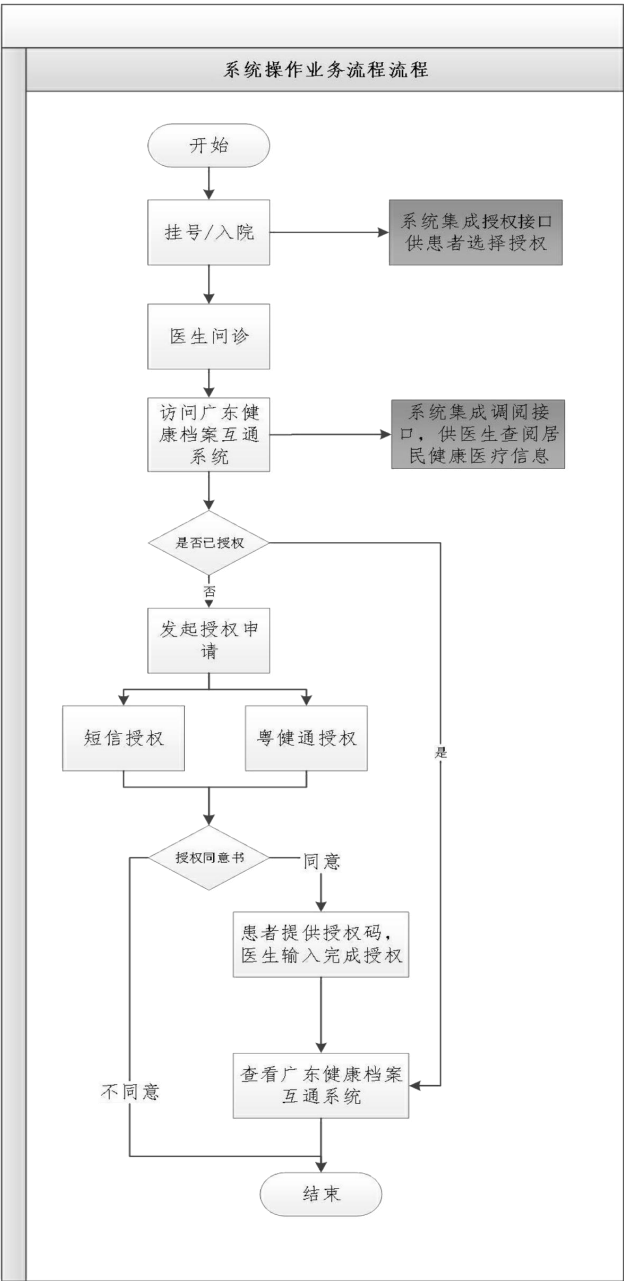 系统操作业务流程流程
开始
挂号/入院
系统集成授权接口
供患者选择授权
医生问诊
访问广东健
康档案互通
系统
系统集成调阅接
口，供医生查阅居
民健康医疗信息
是否已授权
否
发起授权申
请
短信授权
粤健通授权
是
授权同意书
同意
患者提供授权码，
医生输入完成授权
查看广东健康档案
互通系统
不同意
结束